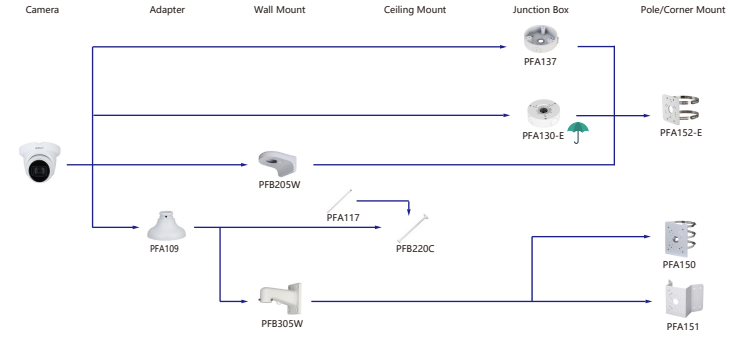 Camera Adapter Wall Mount Ceiling Mount Junction Box Pole/Corner Mount
PFA137
PFA130-E
PFA152-E
PFB205W
PFA117
PFA109
PFB220C
PFA150
PFB305W
PFA151